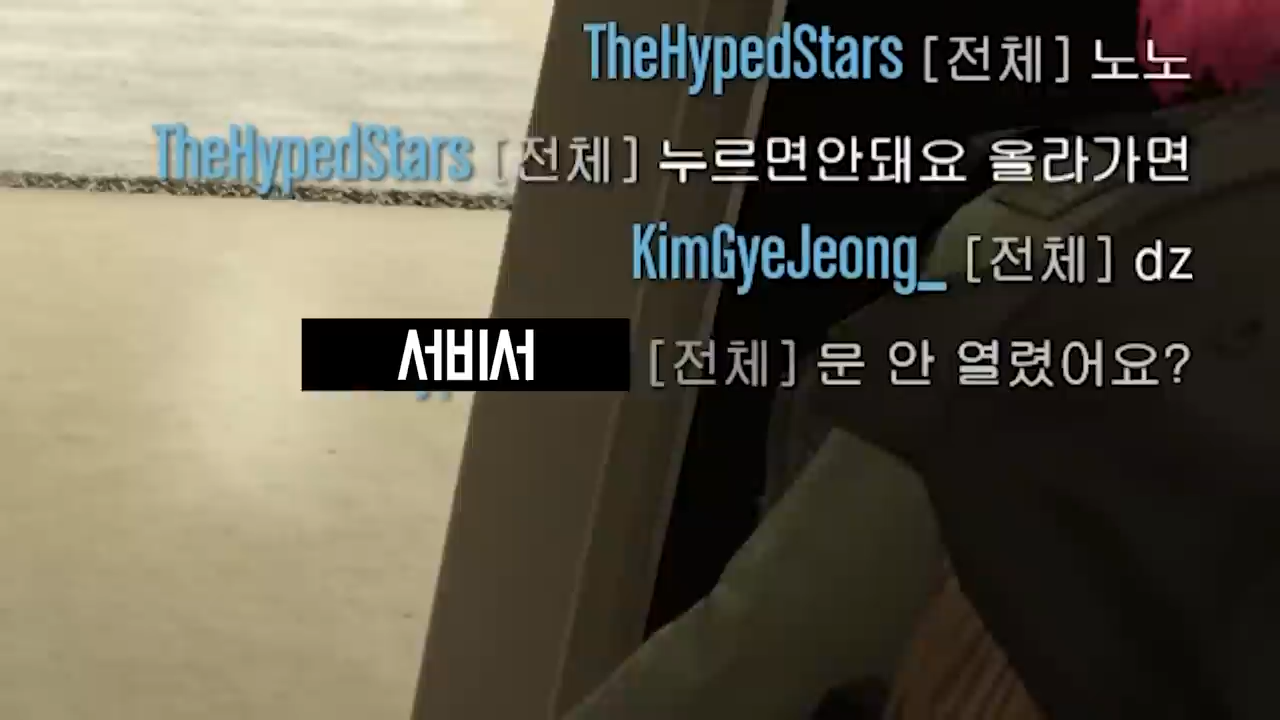 TheHypedStars [전체] 노노
TheHypedStars [전체] 누르면안돼요 올라가면
KimGyeJeong_ [전체] dz
서비서 [전체] 문 안 열렸어요?